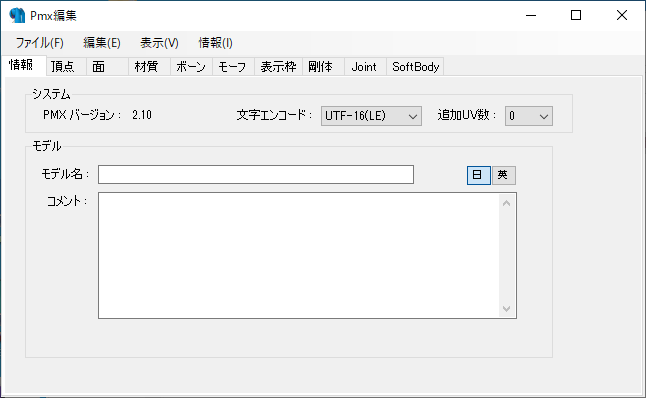 Pmx編集
ファイル(F) 編集(E) 表示(V) 情報(I)
情報 頂点 面 材質 ボーン モーフ 表示枠 剛体 Joint SoftBody
システム
PMX バージョン : 2.10 文字エンコード : UTF-16(LE) 追加UV数 : 0
モデル
モデル名 : 日 英
コメント :